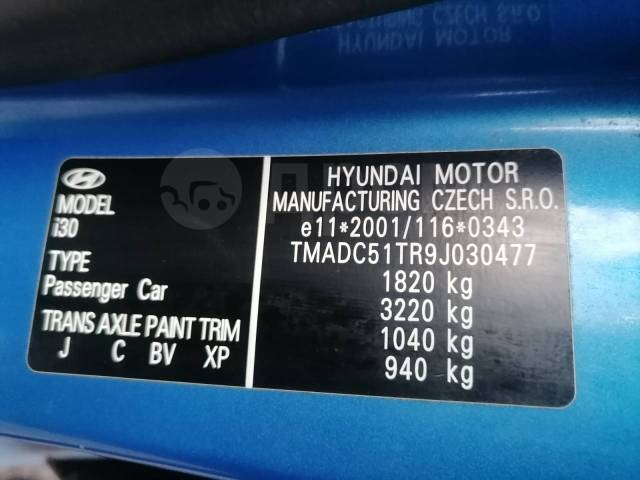 MODEL
i30
TYPE
Passenger Car
TRANS AXLE PAINT TRIM
J C BV XP
HYUNDAI MOTOR
MANUFACTURING CZECH S.R.O.
e11*2001/116*0343
TMADC51TR9J030477
1820 kg
3220 kg
1040 kg
940 kg